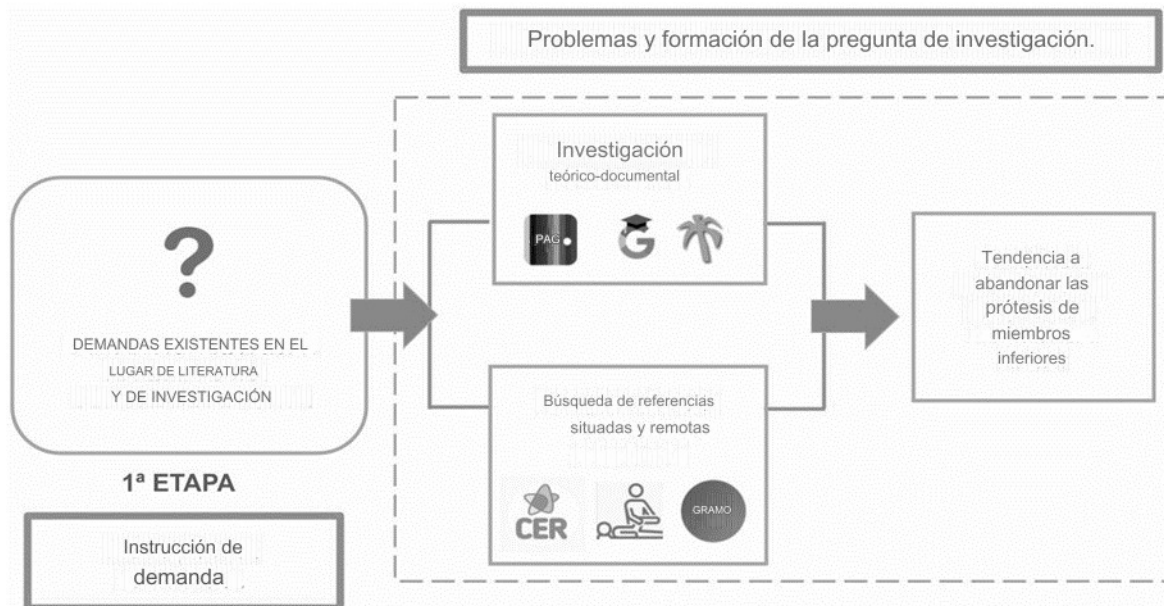 Problemas y formación de la pregunta de investigación.
?
DEMANDAS EXISTENTES EN EL
LUGAR DE LITERATURA
Y DE INVESTIGACIÓN
1ª ETAPA
Instrucción de
demanda
Investigación
teórico-documental
PAG
G
Búsqueda de referencias
situadas y remotas
CER
GRAMO
Tendencia a
abandonar las
prótesis de
miembros
inferiores